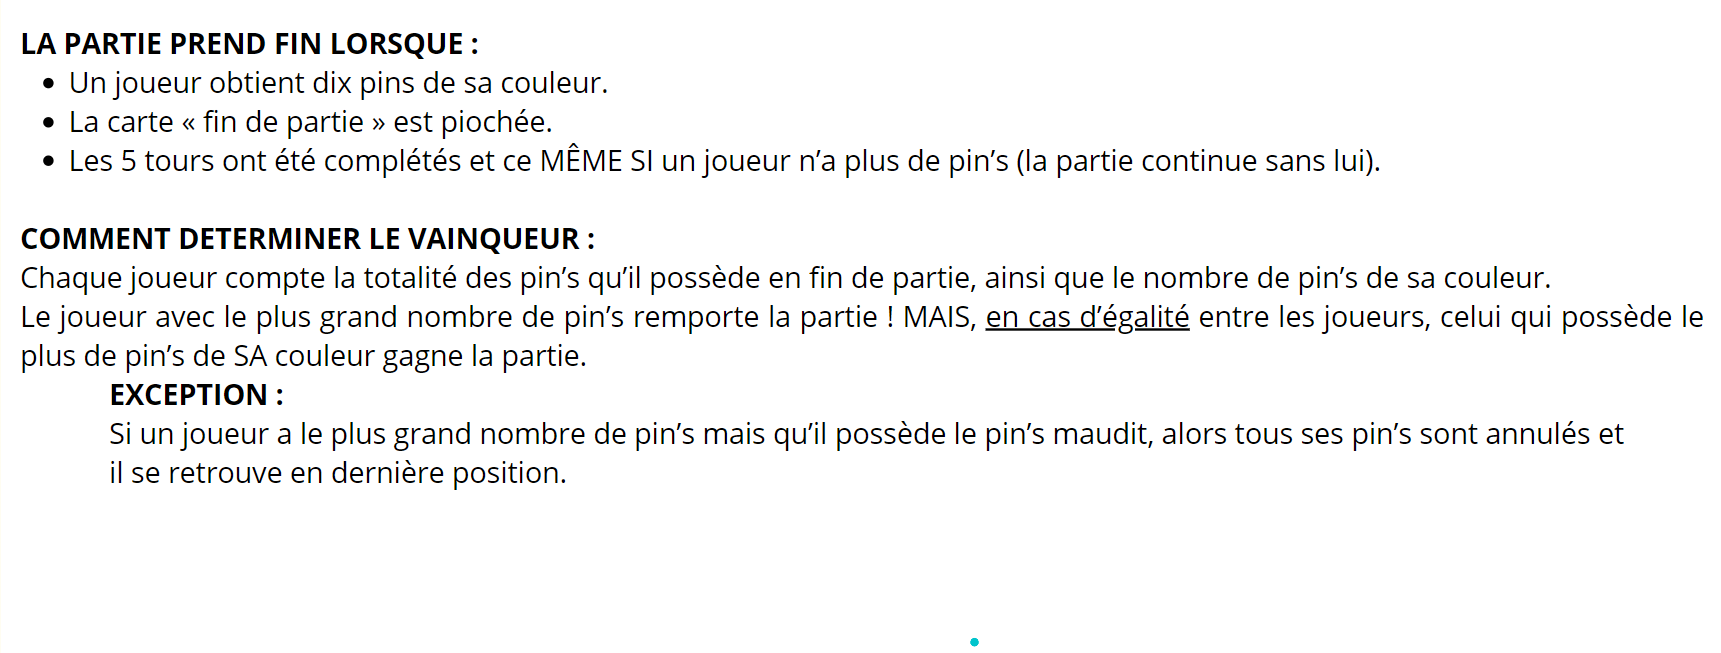 LA PARTIE PREND FIN LORSQUE :
• Un joueur obtient dix pins de sa couleur.
• La carte « fin de partie » est piochée.
• Les 5 tours ont été complétés et ce MÊME SI un joueur n’a plus de pin’s (la partie continue sans lui).
COMMENT DETERMINER LE VAINQUEUR :
Chaque joueur compte la totalité des pin’s qu’il possède en fin de partie, ainsi que le nombre de pin’s de sa couleur.
Le joueur avec le plus grand nombre de pin’s remporte la partie ! MAIS, en cas d’égalité entre les joueurs, celui qui possède le
plus de pin’s de SA couleur gagne la partie.
EXCEPTION :
Si un joueur a le plus grand nombre de pin’s mais qu’il possède le pin’s maudit, alors tous ses pin’s sont annulés et
il se retrouve en dernière position.